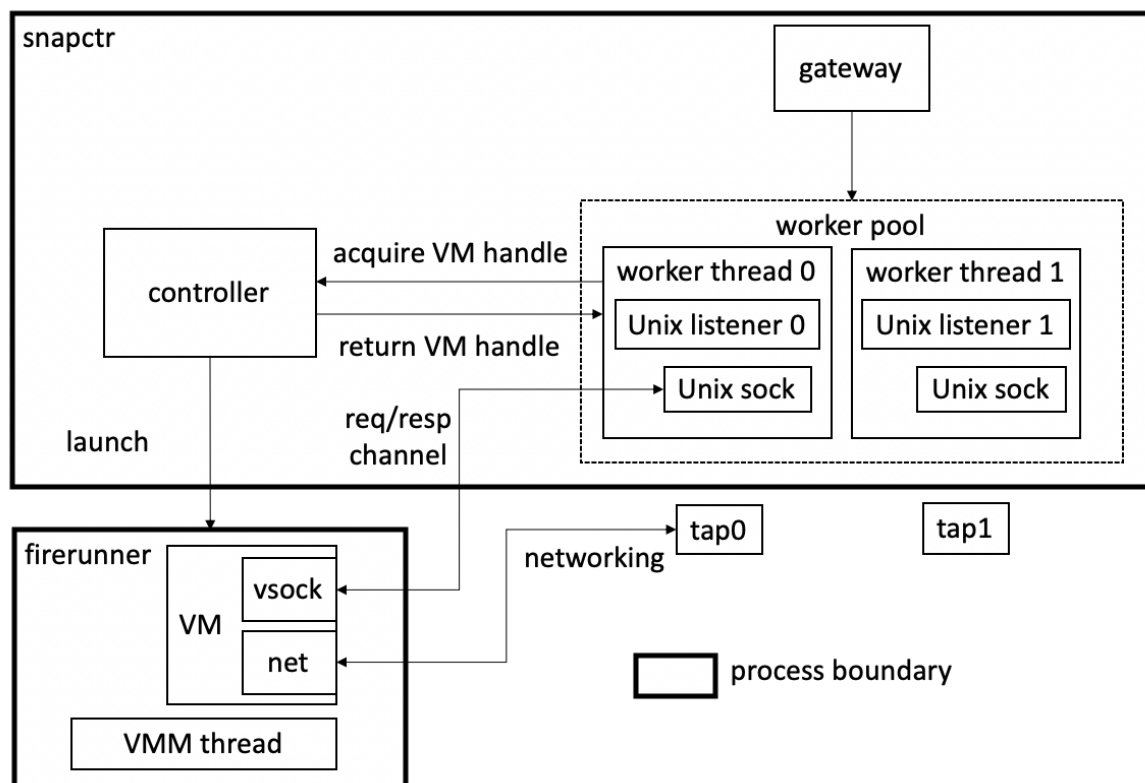 snapctr
gateway
worker pool
controller
acquire VM handle
return VM handle
worker thread 0
Unix listener 0
Unix sock
worker thread 1
Unix listener 1
Unix sock
launch
req/resp
channel
firerunner
VM
vsock
net
VMM thread
networking
tap0
tap1
process boundary